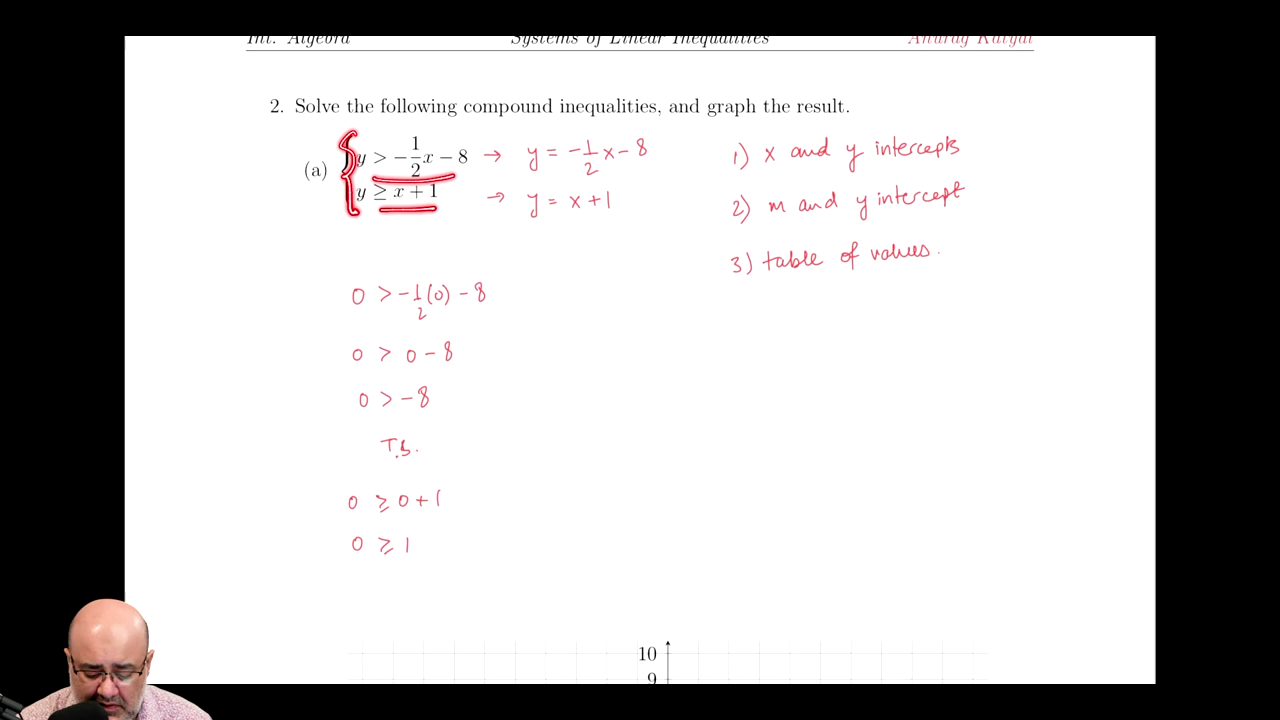 Int. Algebra Systems of Linear Inequalities Anurag Katyal
2. Solve the following compound inequalities, and graph the result.
(a) { y > -1/2 x - 8 → y = -1/2 x - 8
y ≥ x + 1 → y = x + 1
1) x and y intercepts
2) m and y intercept
3) table of values.
0 > -1/2 (0) - 8
0 > 0 - 8
0 > -8
T.S.
0 ≥ 0 + 1
0 ≥ 1
10
9